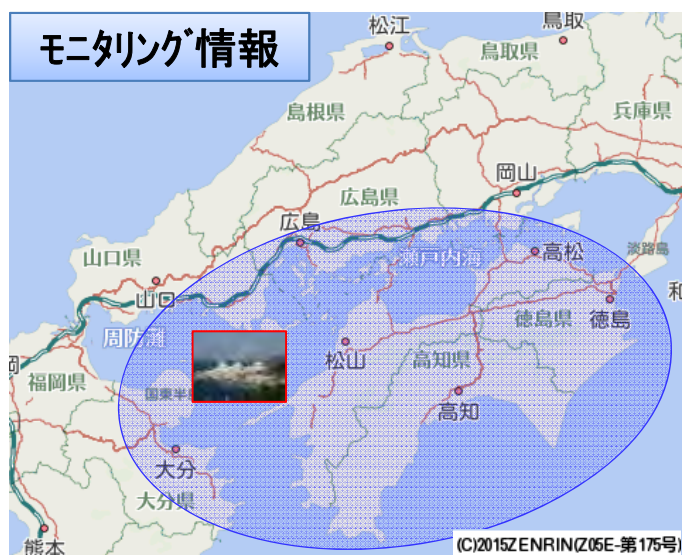 モニタリング情報
松江
鳥取
鳥取県
島根県
兵庫県
岡山
広島県
広島
瀬戸内海
高松
淡路島
山口県
山口
和
徳島県
徳島
周防灘
松山
高知県
岡
福岡県
国東半
高知
大分
大分県
熊本
(C)2015ZENRIN(Z05E-第175号)